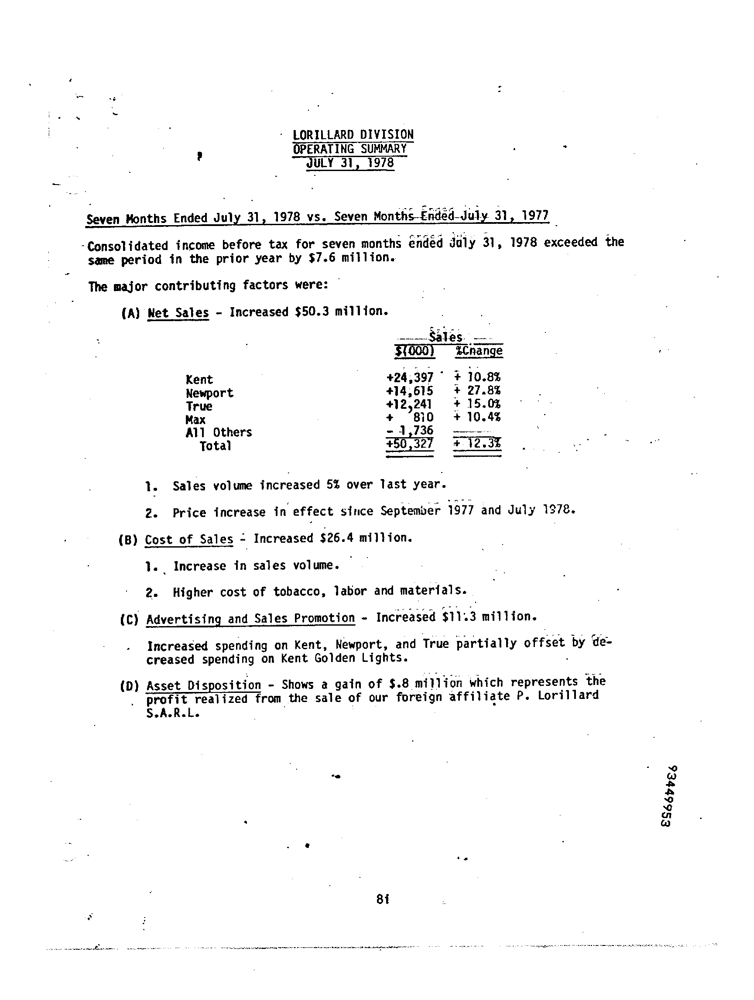 LORILLARD DIVISION
OPERATING SUMMARY
JULY 31, 1978
Seven Months Ended July 31, 1978 vs. Seven Months Ended July 31, 1977
Consolidated income before tax for seven months ended July 31, 1978 exceeded the
same period in the prior year by $7.6 million.
The major contributing factors were:
(A) Net Sales - Increased $50.3 million.
Sales
$(000) %Change
Kent +24,397 + 10.8%
Newport +14,615 + 27.8%
True +12,241 + 15.0%
Max + 810 + 10.4%
All Others - 1,736
Total +50,327 + 12.3%
1. Sales volume increased 5% over last year.
2. Price increase in effect since September 1977 and July 1978.
(B) Cost of Sales - Increased $26.4 million.
1. Increase in sales volume.
2. Higher cost of tobacco, labor and materials.
(C) Advertising and Sales Promotion - Increased $11.3 million.
Increased spending on Kent, Newport, and True partially offset by de-
creased spending on Kent Golden Lights.
(D) Asset Disposition - Shows a gain of $.8 million which represents the
profit realized from the sale of our foreign affiliate P. Lorillard
S.A.R.L.
93449953
81